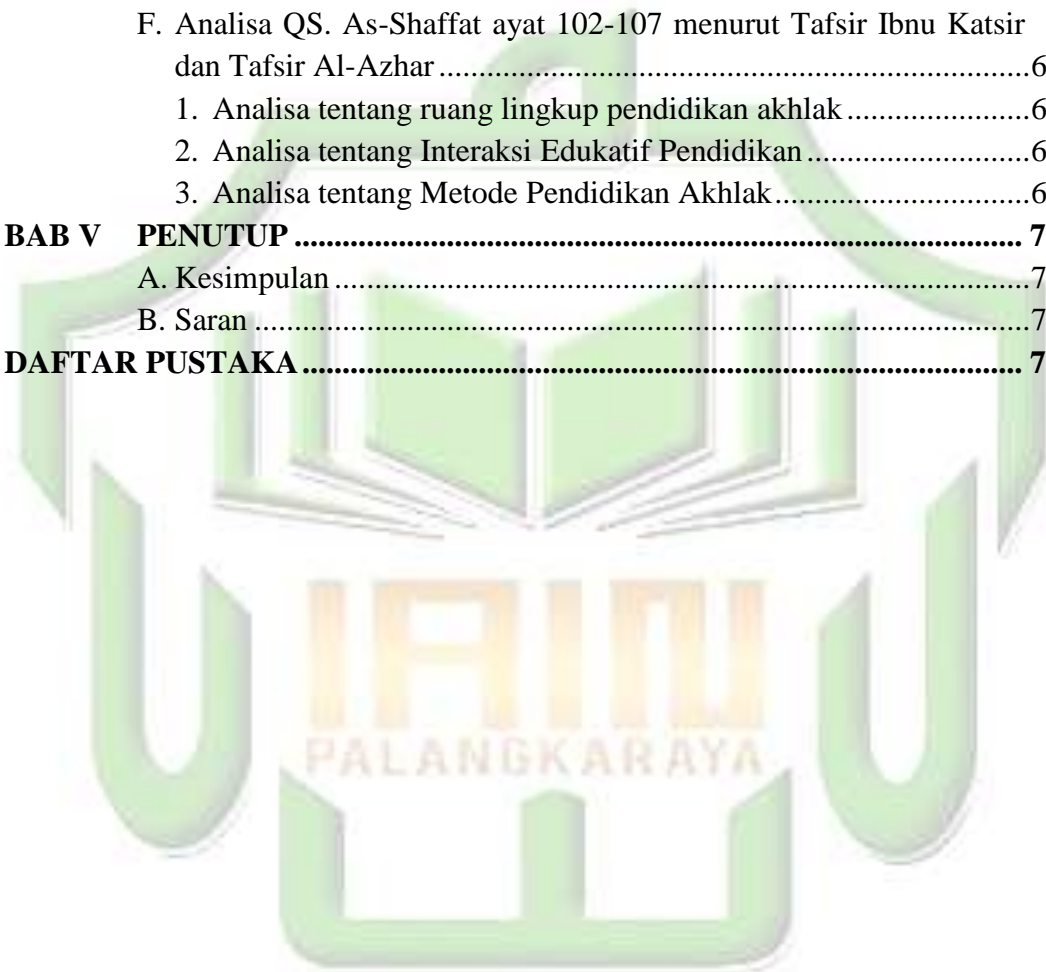 F. Analisa QS. As-Shaffat ayat 102-107 menurut Tafsir Ibnu Katsir
dan Tafsir Al-Azhar ........................................................................ 6
1. Analisa tentang ruang lingkup pendidikan akhlak ...................... 6
2. Analisa tentang Interaksi Edukatif Pendidikan ........................... 6
3. Analisa tentang Metode Pendidikan Akhlak ............................... 6
BAB V PENUTUP ........................................................................................ 7
A. Kesimpulan .................................................................................... 7
B. Saran .............................................................................................. 7
DAFTAR PUSTAKA ....................................................................................... 7
IAIN
PALANGKARAYA